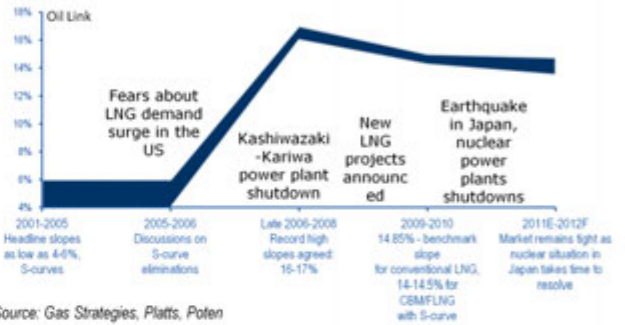 18%
Oil Link
16%
14%
12%
10%
8%
6%
4%
Fears about
LNG demand
surge in the
US
Kashiwazaki
-Kariwa
power plant
shutdown
New
LNG
projects
announc
ed
Earthquake
in Japan,
nuclear
power
plants
shutdowns
2001-2005
Headline slopes
as low as 4-6%,
S-curves
2005-2006
Discussions on
S-curve
eliminations
Late 2006-2008
Record high
slopes agreed:
16-17%
2009-2010
14.85% - benchmark
slope
for conventional LNG,
14-14.5% for
CBM/FLNG
with S-curve
2011E-2012F
Market remains tight as
nuclear situation in
Japan takes time to
resolve
Source: Gas Strategies, Platts, Poten